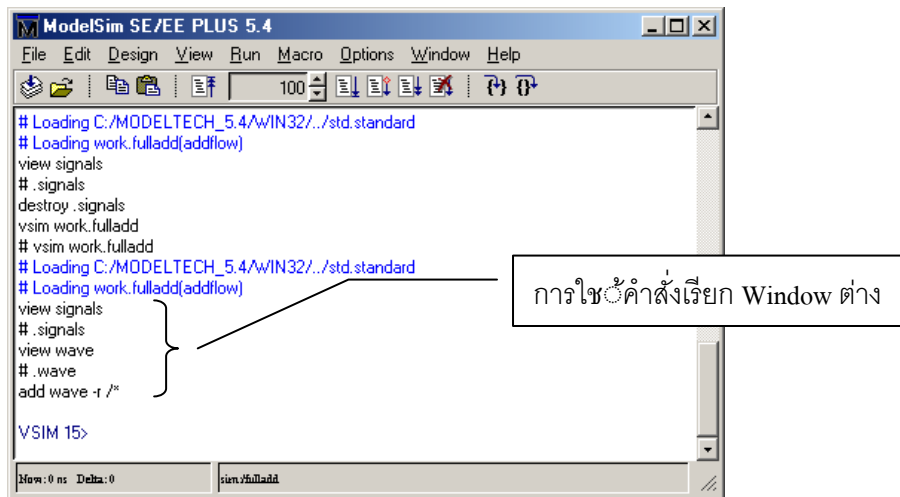 ModelSim SE/EE PLUS 5.4
File Edit Design View Run Macro Options Window Help
100
# Loading C:/MODELTECH_5.4/WIN32/../std.standard
# Loading work.fulladd(addflow)
view signals
# .signals
destroy .signals
vsim work.fulladd
# vsim work.fulladd
# Loading C:/MODELTECH_5.4/WIN32/../std.standard
# Loading work.fulladd(addflow)
view signals
# .signals
view wave
# .wave
add wave -r /*
VSIM 15>
การใช้คำสั่งเรียก Window ต่าง
Now: 0 ns Delta: 0
sim:/fulladd